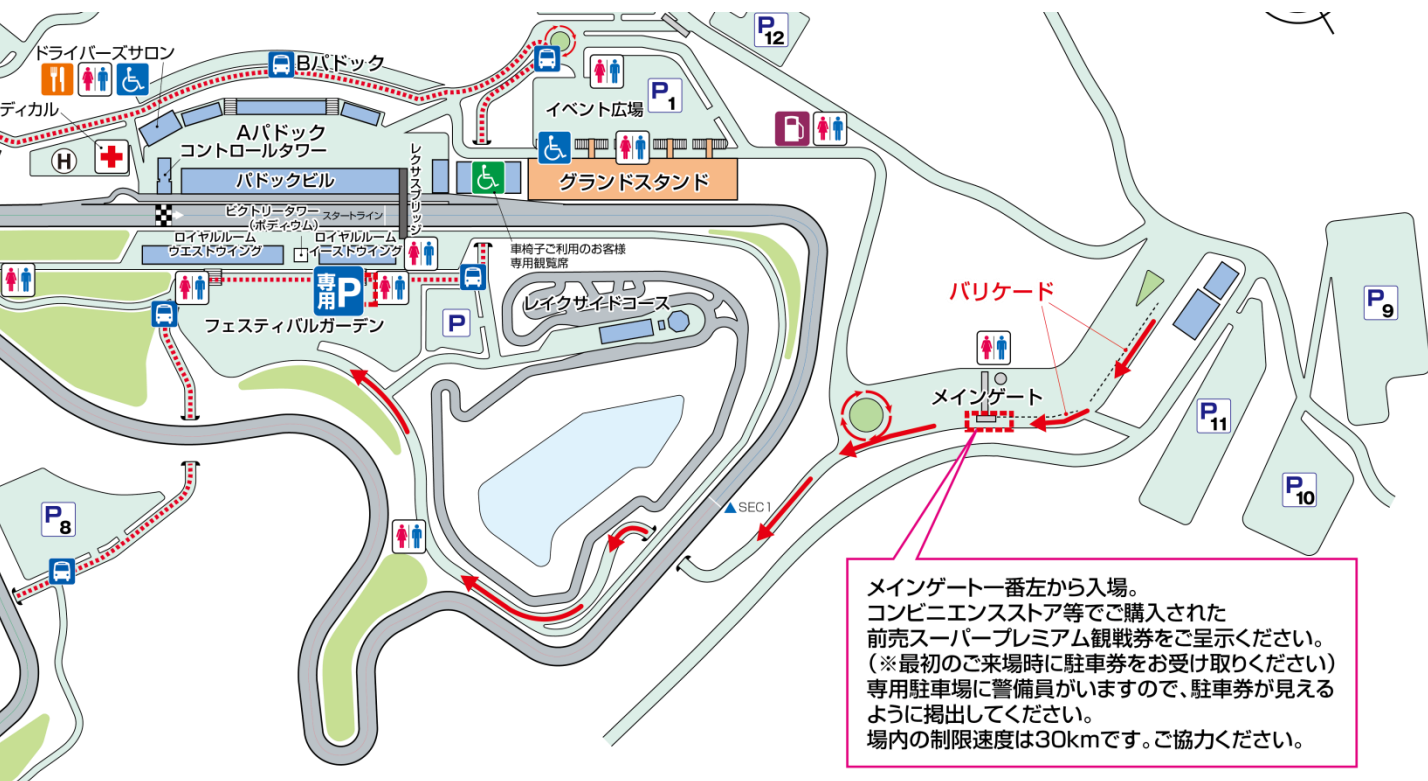 P12
ドライバーズサロン
Bパドック
P1
イベント広場
ディカル
Aパドック
コントロールタワー
H
レクサスブリッジ
パドックビル
グランドスタンド
ビクトリータワー
(ポディウム)
スタートライン
ロイヤルルーム
ウエストウイング
ロイヤルルーム
イーストウイング
車椅子ご利用のお客様
専用観覧席
専用P
フェスティバルガーデン
P
レイクサイドコース
バリケード
P9
メインゲート
P11
P10
P8
SEC1
メインゲート一番左から入場。
コンビニエンスストア等でご購入された
前売スーパープレミアム観戦券をご呈示ください。
(※最初のご来場時に駐車券をお受け取りください)
専用駐車場に警備員がいますので、駐車券が見える
ように掲出してください。
場内の制限速度は30kmです。ご協力ください。